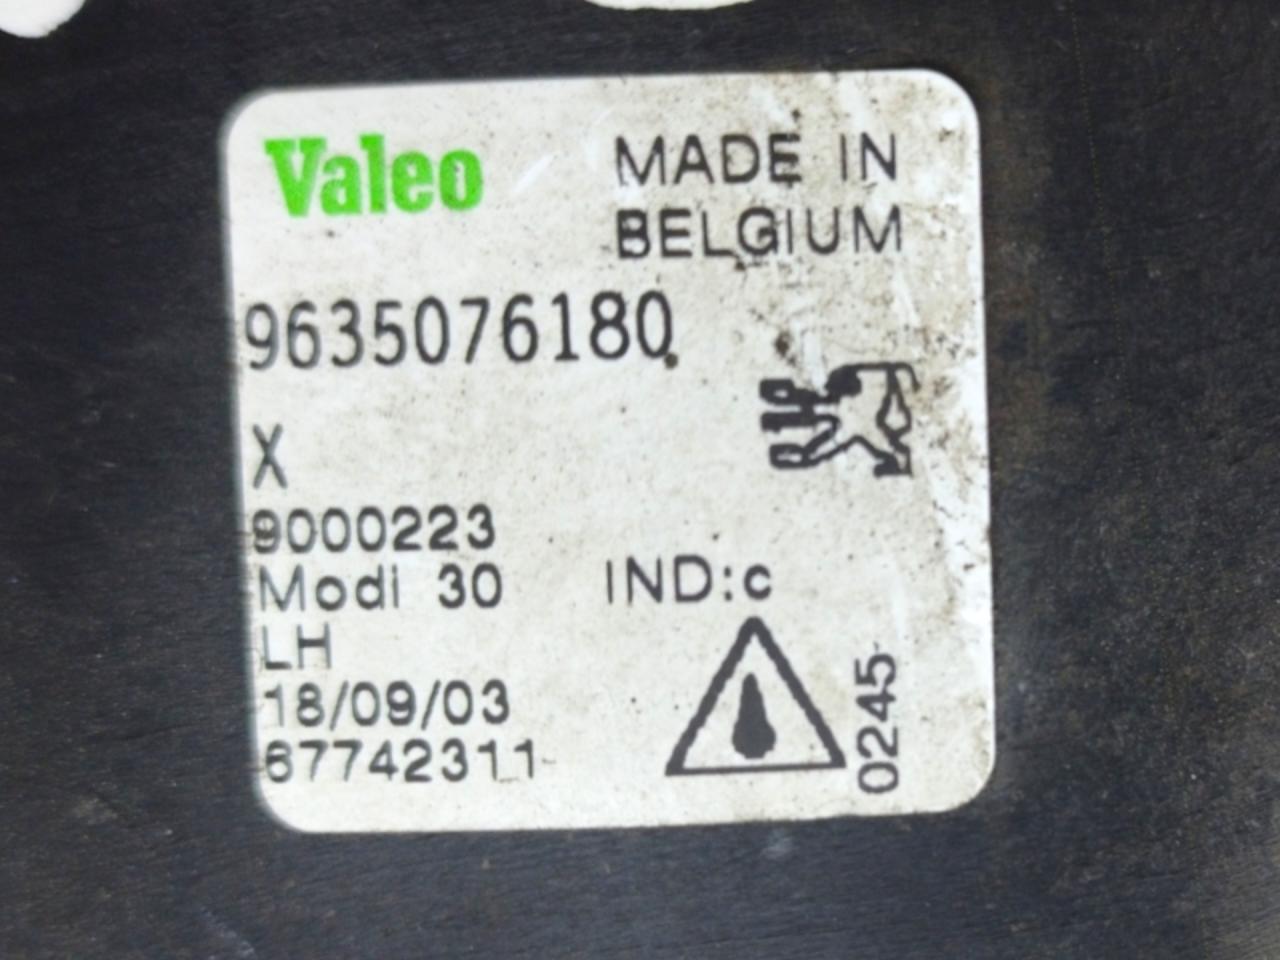 Valeo
MADE IN
BELGIUM
9635076180
X
9000223
Modi 30
IND:c
LH
18/09/03
67742311
0245